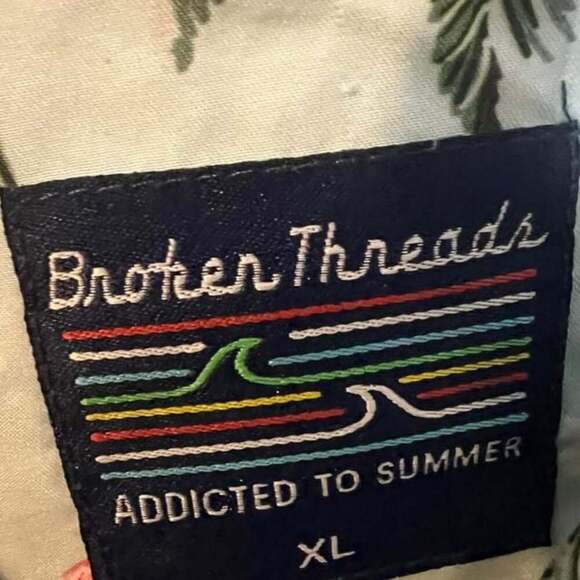 Broken Threads
ADDICTED TO SUMMER
XL